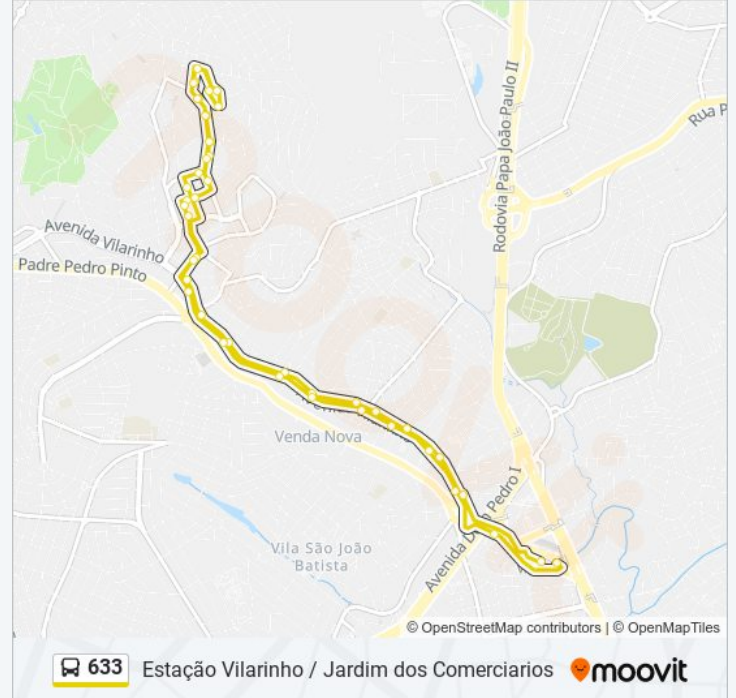 Rodovia Papa João Paulo II
Rua P
Avenida Vilarinho
Padre Pedro Pinto
Venda Nova
Avenida D
Pedro I
Vila São João
Batista
© OpenStreetMap contributors | © OpenMapTiles
633 Estação Vilarinho / Jardim dos Comerciarios moovit